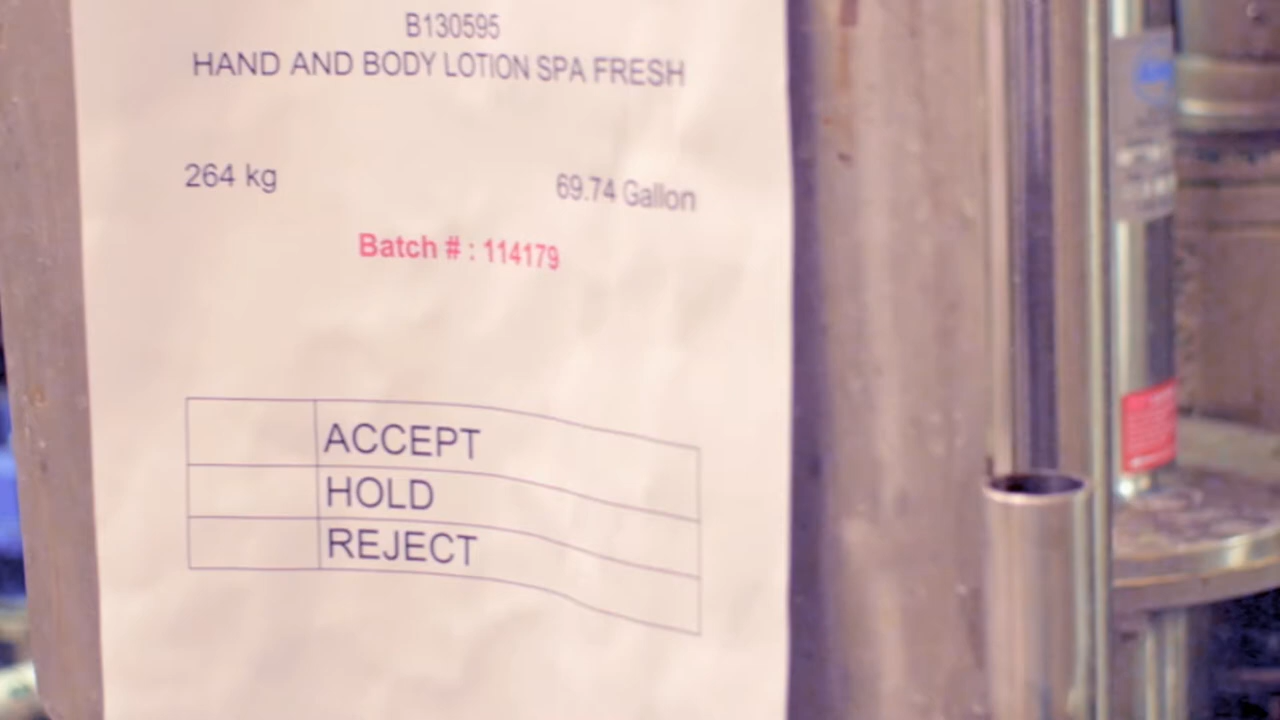 B130595
HAND AND BODY LOTION SPA FRESH
264 kg 69.74 Gallon
Batch # : 114179
ACCEPT
HOLD
REJECT